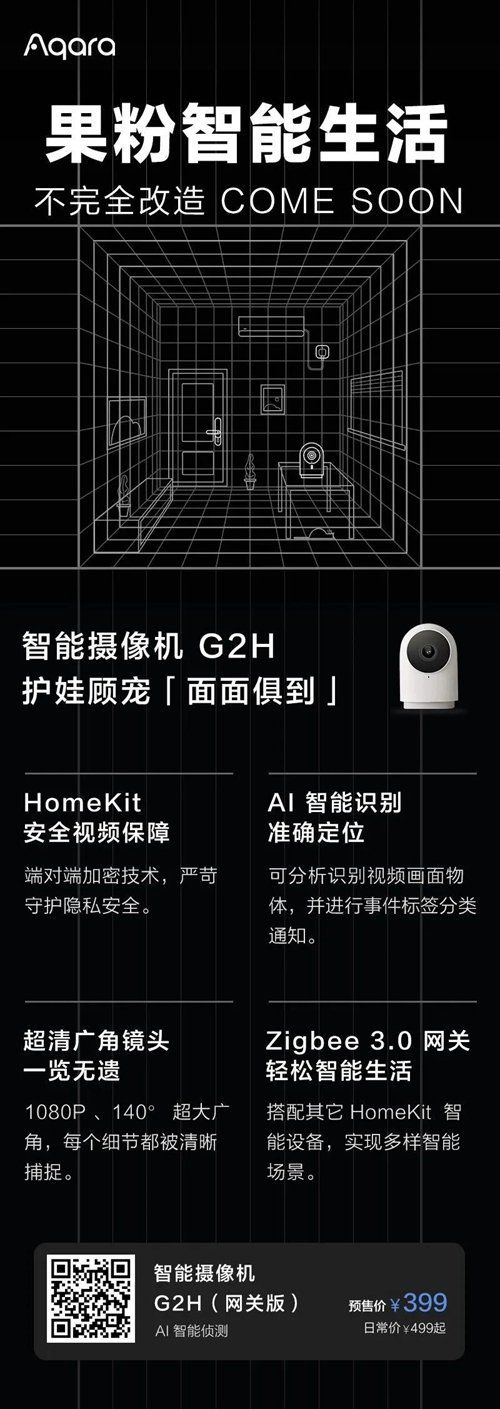 Aqara
果粉智能生活
不完全改造 COME SOON
智能摄像机 G2H
护娃顾宠「面面俱到」
HomeKit
安全视频保障
端对端加密技术，严苛
守护隐私安全。
AI 智能识别
准确定位
可分析识别视频画面物
体，并进行事件标签分类
通知。
超清广角镜头
一览无遗
1080P 、140° 超大广
角，每个细节都被清晰
捕捉。
Zigbee 3.0 网关
轻松智能生活
搭配其它 HomeKit 智
能设备，实现多样智能
场景。
智能摄像机
G2H（网关版）
AI 智能侦测
预售价 ¥399
日常价¥499起